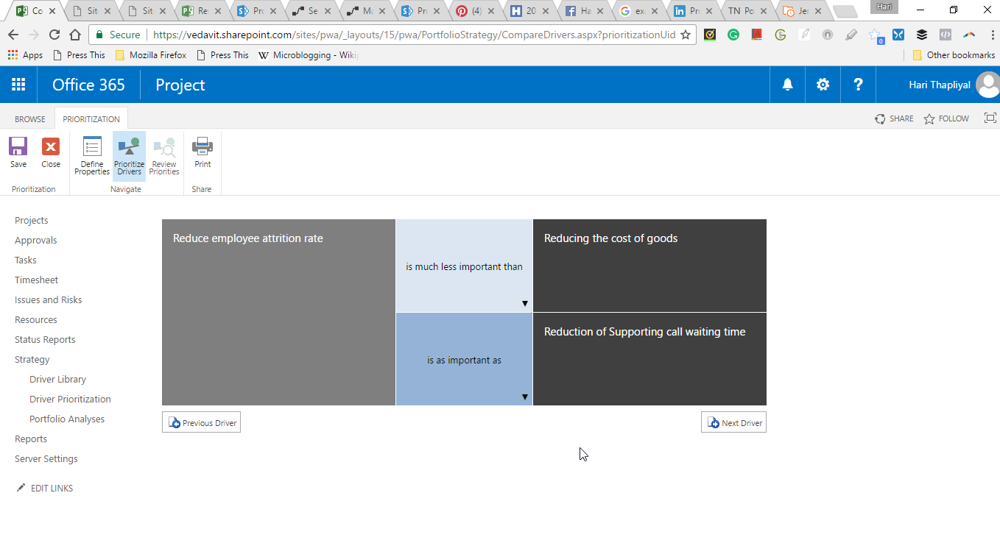 Co Sit Sit Re Pro Se Ma Pro (4) 20 Ha ex Pro TN Po Jer Hari
Secure https://vedavit.sharepoint.com/sites/pwa/_layouts/15/pwa/PortfolioStrategy/CompareDrivers.aspx?prioritizationUid
Apps Press This Mozilla Firefox Press This Microblogging - Wiki Other bookmarks
Office 365 Project ? Hari Thapliyal
BROWSE PRIORITIZATION SHARE FOLLOW
Save Close Define Prioritize Review Print
Properties Drivers Priorities
Prioritization Navigate Share
Projects
Approvals
Tasks
Timesheet
Issues and Risks
Resources
Status Reports
Strategy
Driver Library
Driver Prioritization
Portfolio Analyses
Reports
Server Settings
EDIT LINKS
Reduce employee attrition rate
is much less important than
Reducing the cost of goods
is as important as
Reduction of Supporting call waiting time
Previous Driver
Next Driver